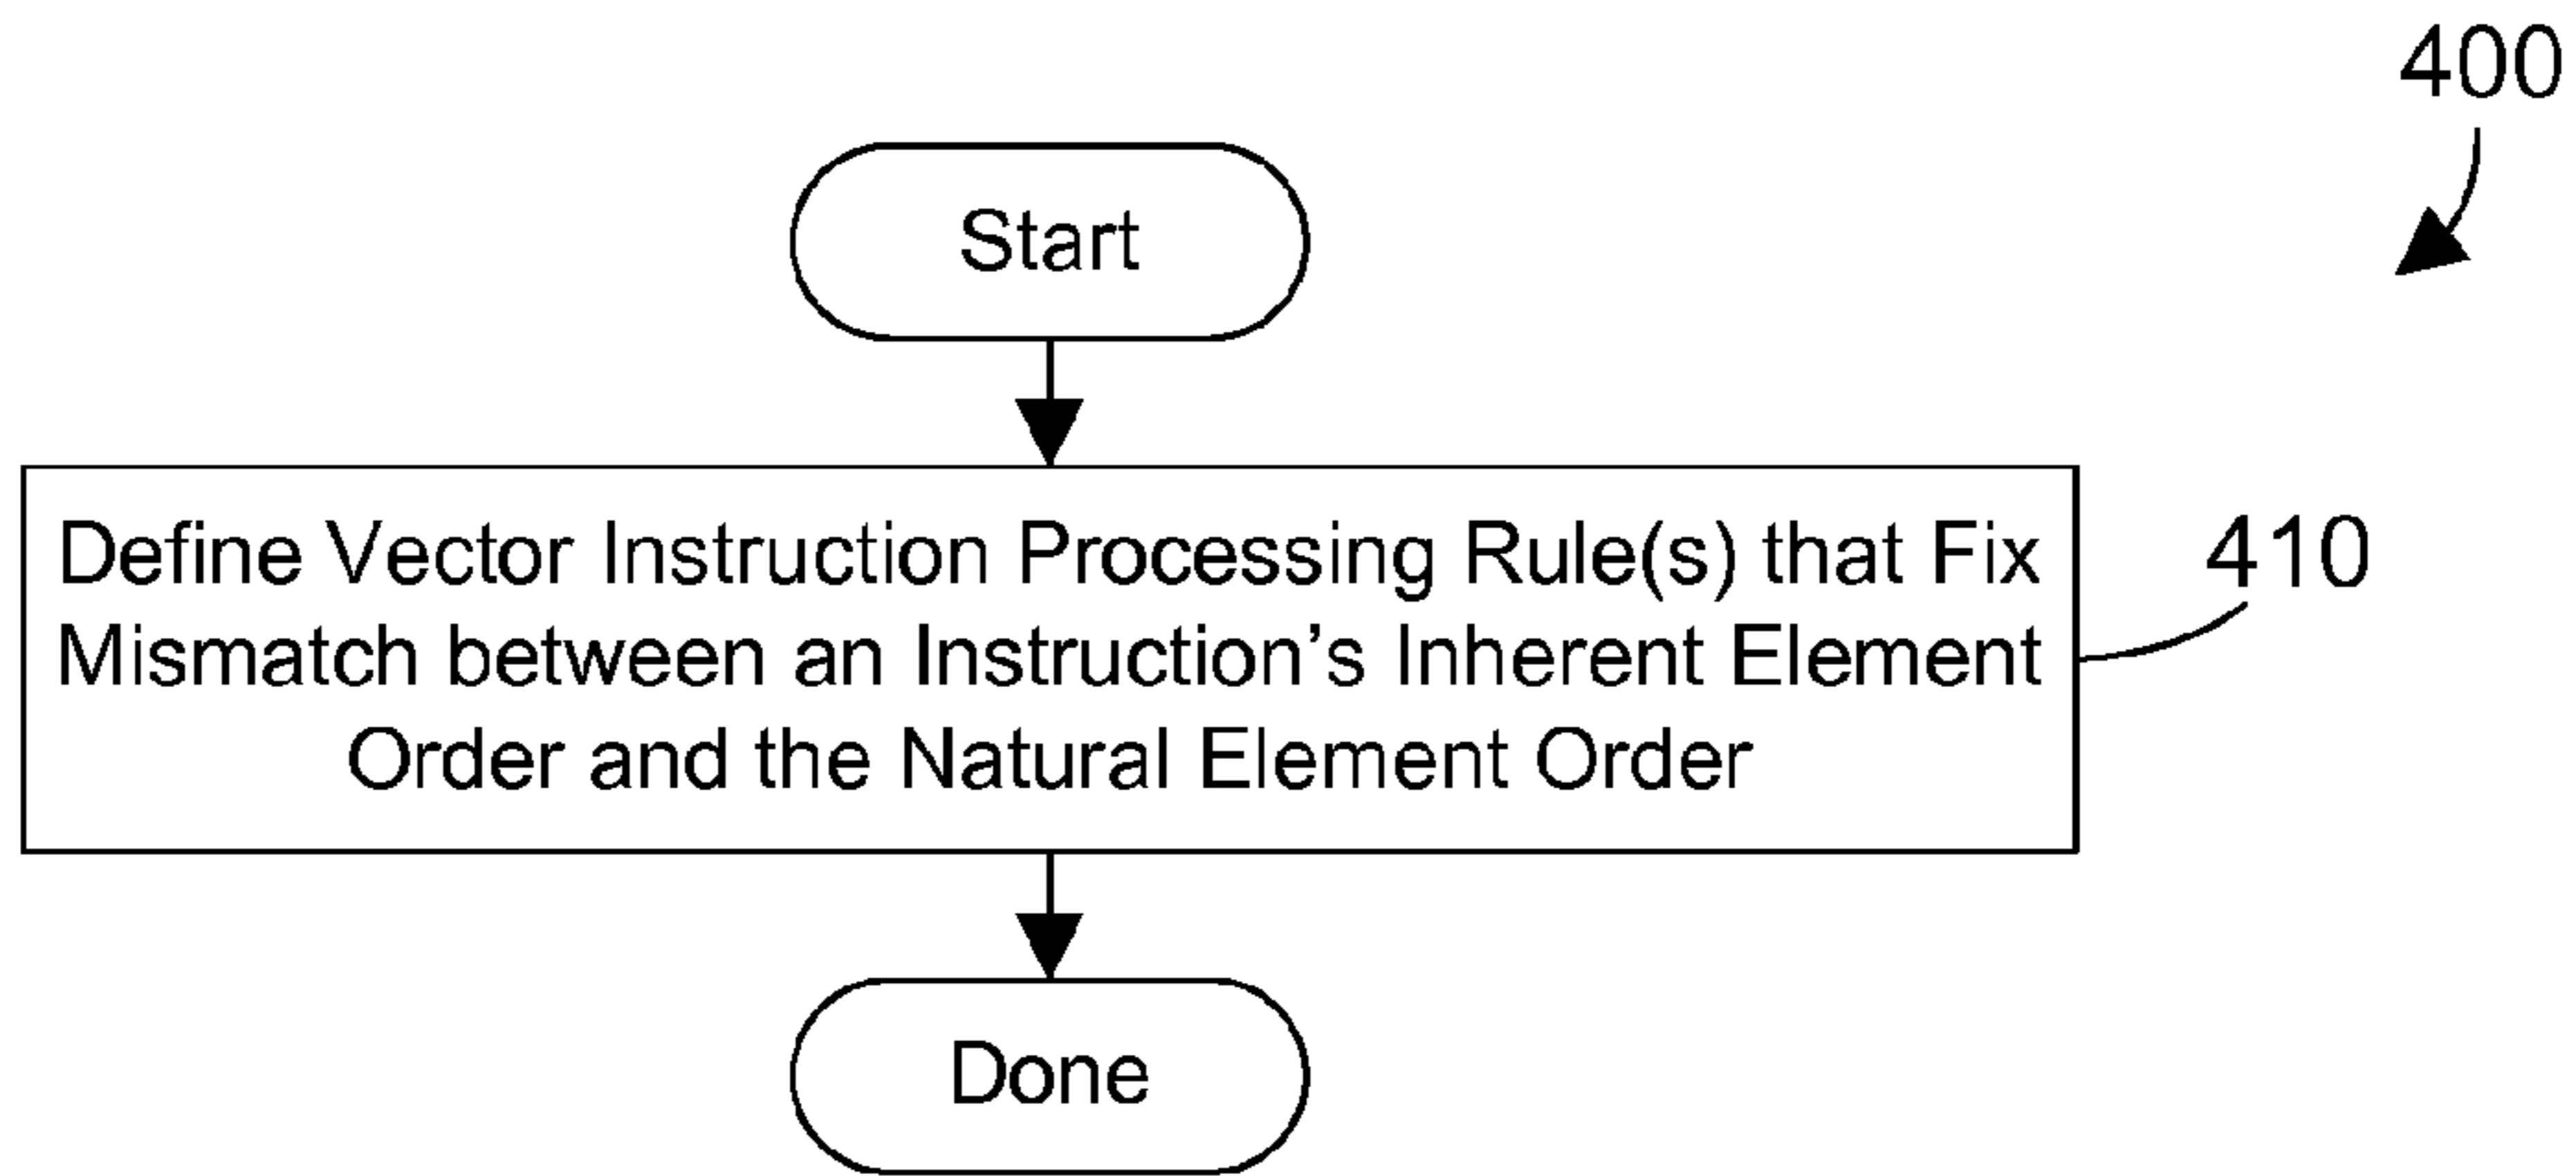 400
Start
Define Vector Instruction Processing Rule(s) that Fix
Mismatch between an Instruction’s Inherent Element
Order and the Natural Element Order
410
Done